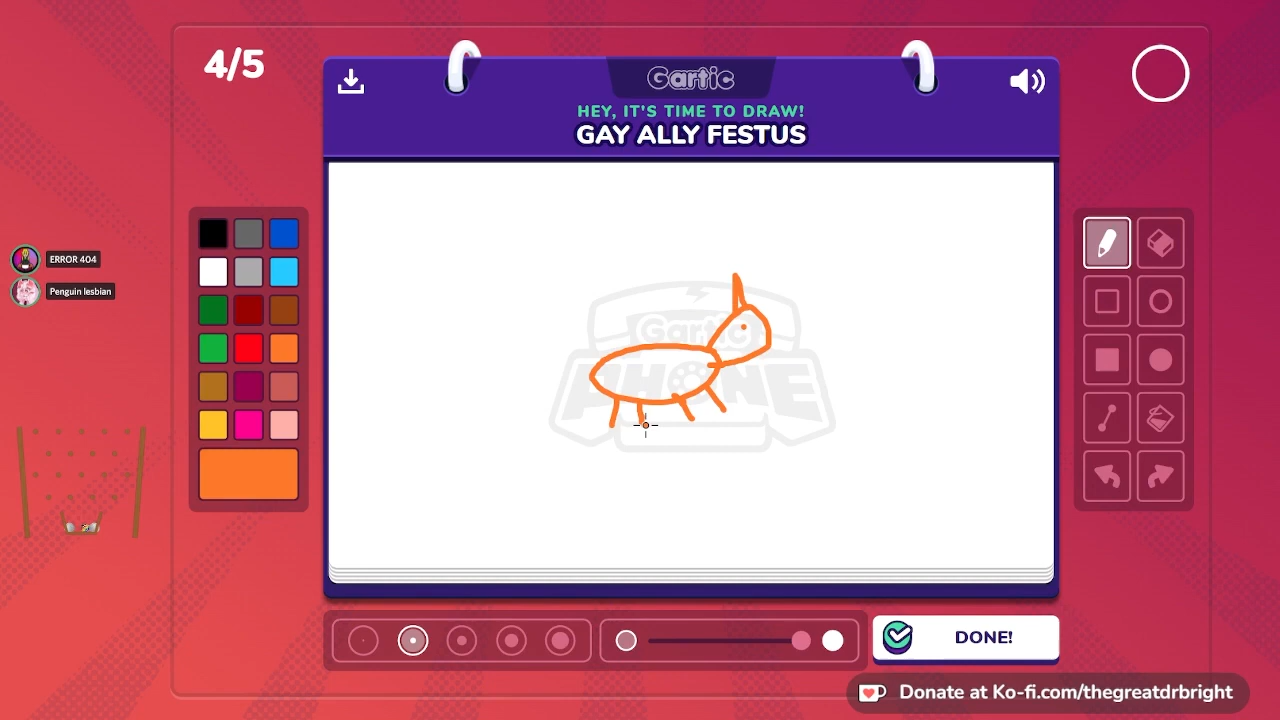 4/5
Gartic
HEY, IT'S TIME TO DRAW!
GAY ALLY FESTUS
ERROR 404
Penguin lesbian
Gartic
PHONE
DONE!
Donate at Ko-fi.com/thegreatdrbright